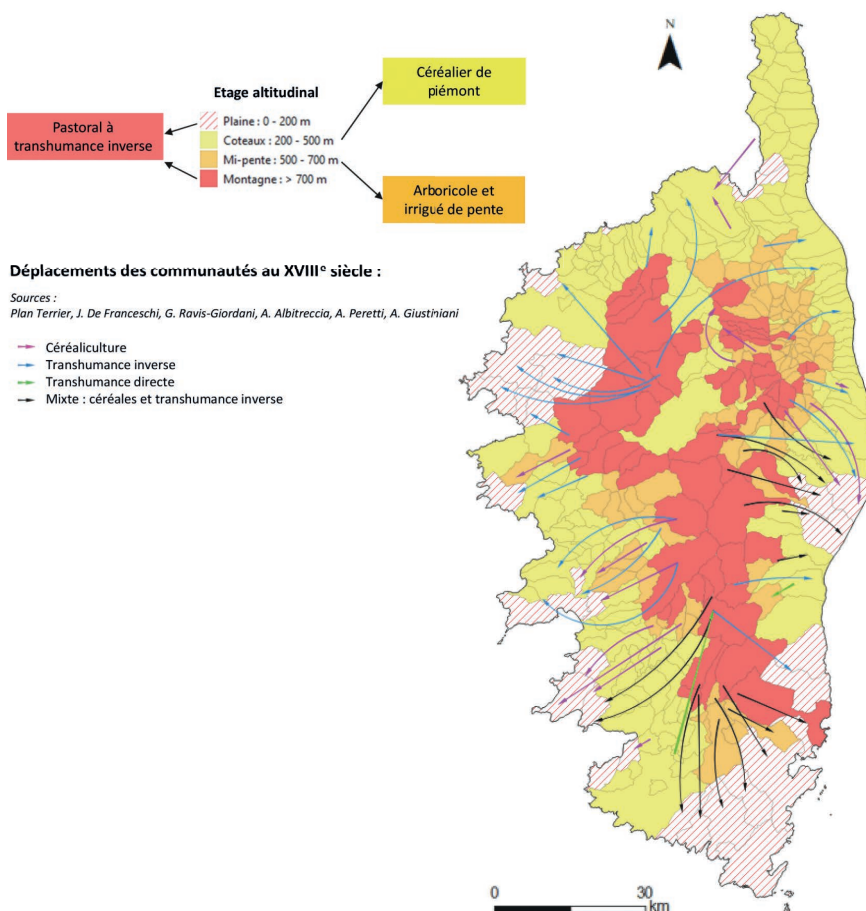 N
Etage altitudinal
Pastoral à
transhumance inverse
Plaine : 0 - 200 m
Coteaux : 200 - 500 m
Mi-pente : 500 - 700 m
Montagne : > 700 m
Céréalier de
piémont
Arboricole et
irrigué de pente
Déplacements des communautés au XVIIIe siècle :
Sources :
Plan Terrier, J. De Franceschi, G. Ravis-Giordani, A. Albitreccia, A. Peretti, A. Giustiniani
Céréaliculture
Transhumance inverse
Transhumance directe
Mixte : céréales et transhumance inverse
0 30
km